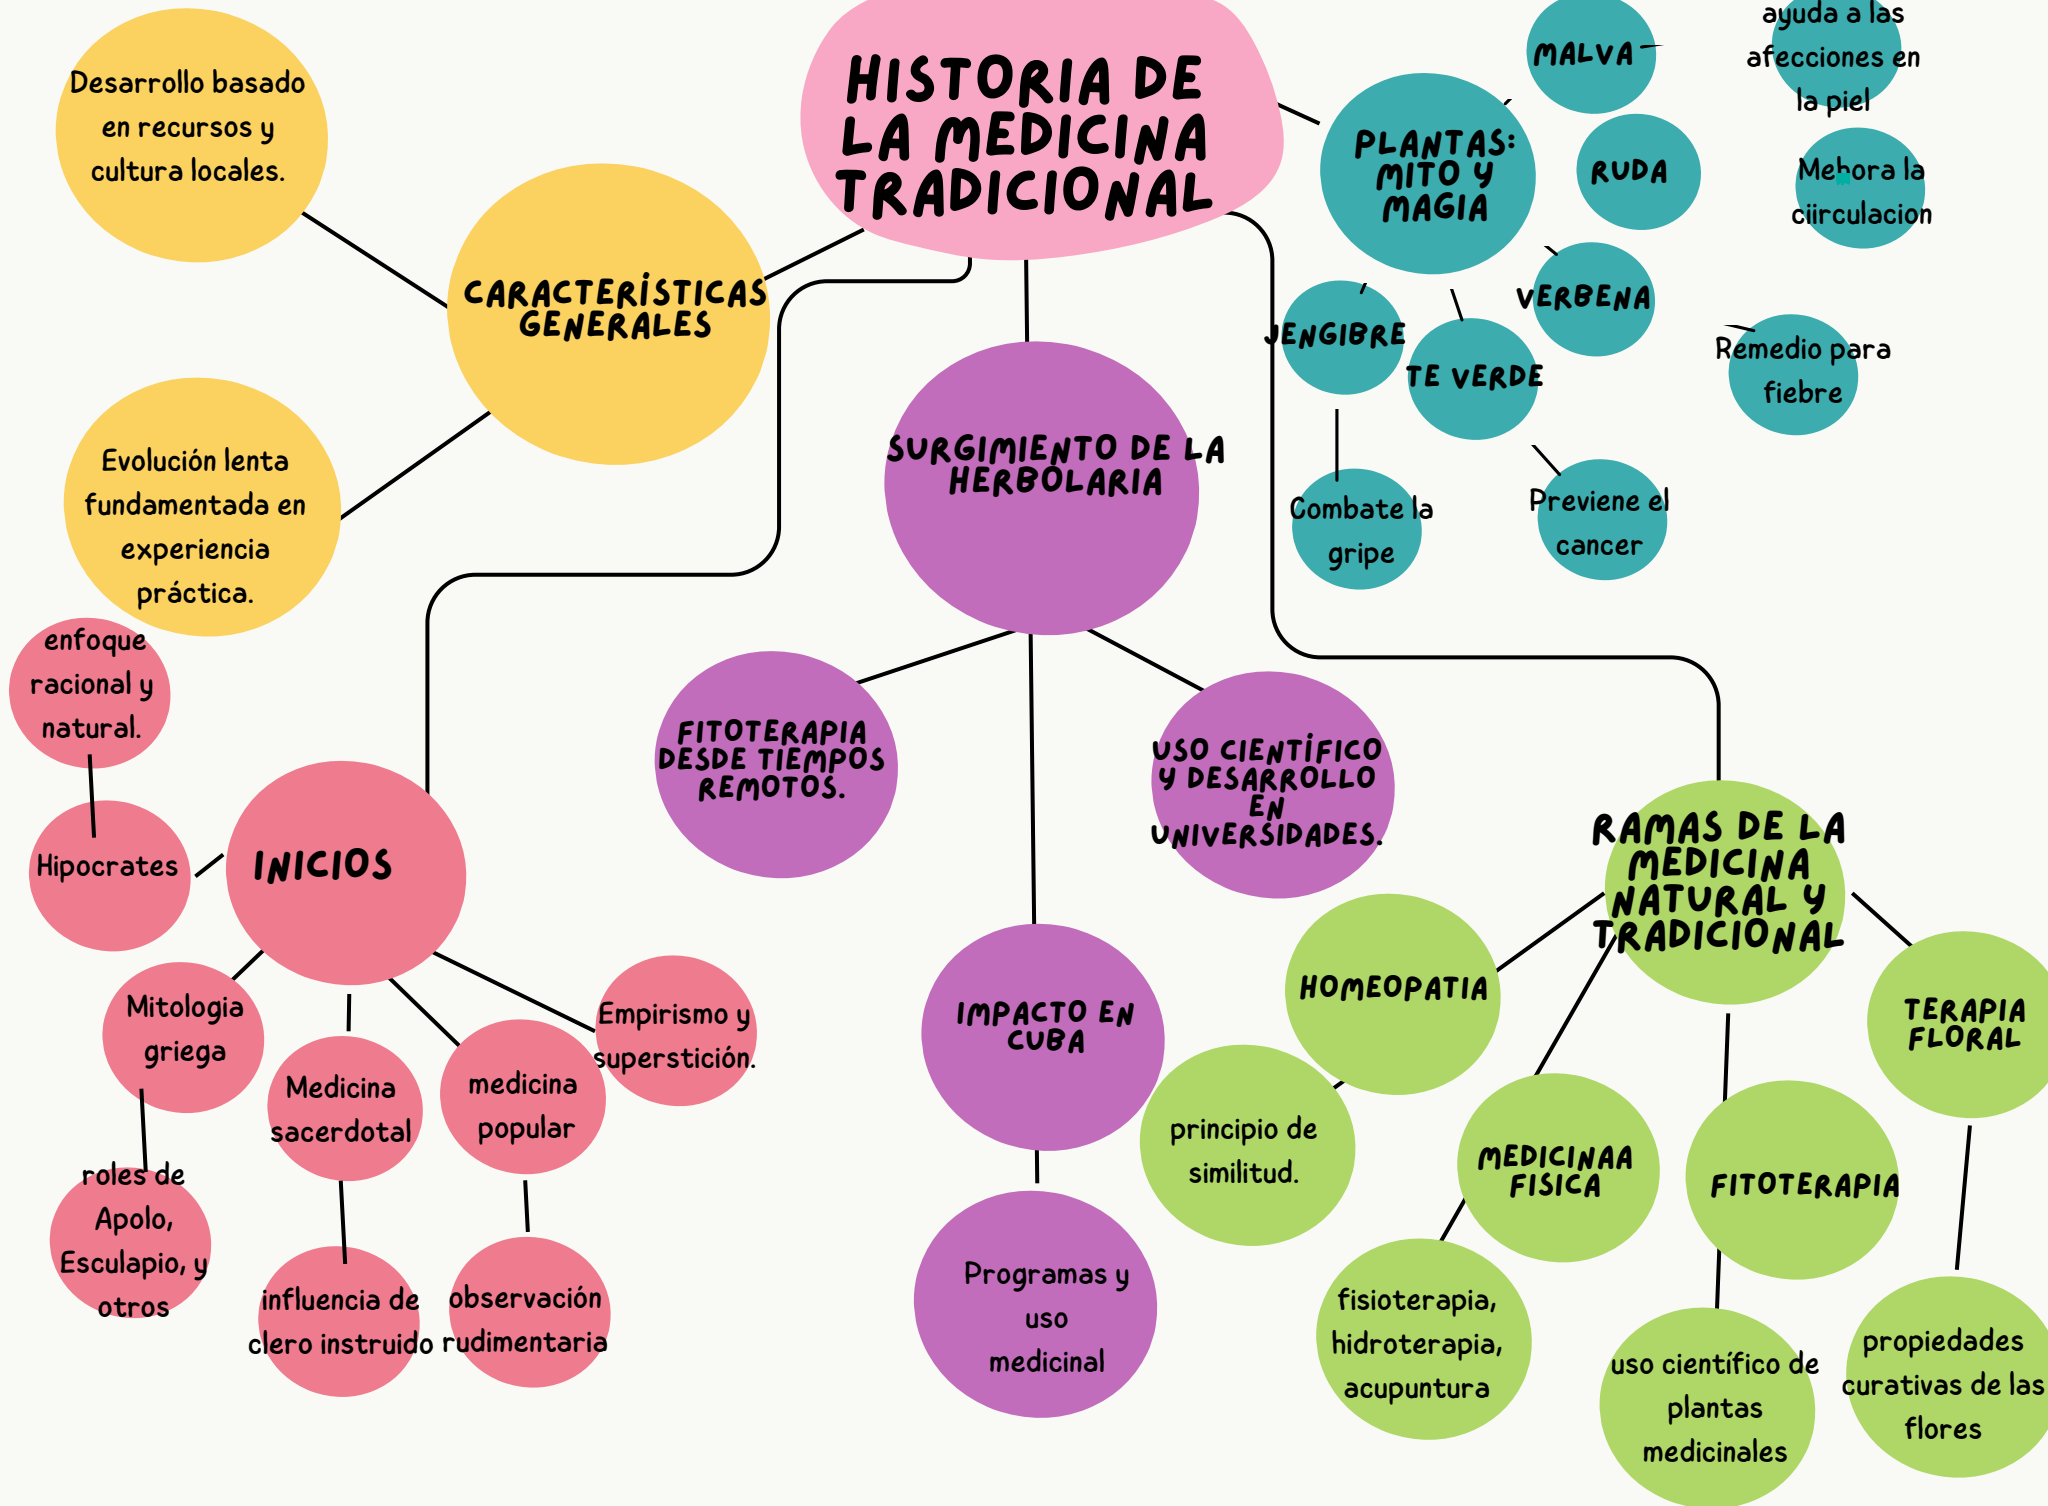 HISTORIA DE
LA MEDICINA
TRADICIONAL
Desarrollo basado
en recursos y
cultura locales.
CARACTERÍSTICAS
GENERALES
Evolución lenta
fundamentada en
experiencia
práctica.
PLANTAS:
MITO Y
MAGIA
MALVA
ayuda a las
afecciones en
la piel
RUDA
Mehora la
ciirculacion
VERBENA
Remedio para
fiebre
JENGIBRE
TE VERDE
Combate la
gripe
Previene el
cancer
SURGIMIENTO DE LA
HERBOLARIA
FITOTERAPIA
DESDE TIEMPOS
REMOTOS.
USO CIENTÍFICO
Y DESARROLLO
EN
UNIVERSIDADES.
IMPACTO EN
CUBA
Programas y
uso
medicinal
enfoque
racional y
natural.
Hipocrates
INICIOS
Mitologia
griega
roles de
Apolo,
Esculapio, y
otros
Medicina
sacerdotal
influencia de
clero instruido
medicina
popular
observación
rudimentaria
Empirismo y
superstición.
RAMAS DE LA
MEDICINA
NATURAL Y
TRADICIONAL
HOMEOPATIA
principio de
similitud.
MEDICINAA
FISICA
fisioterapia,
hidroterapia,
acupuntura
FITOTERAPIA
uso científico de
plantas
medicinales
TERAPIA
FLORAL
propiedades
curativas de las
flores